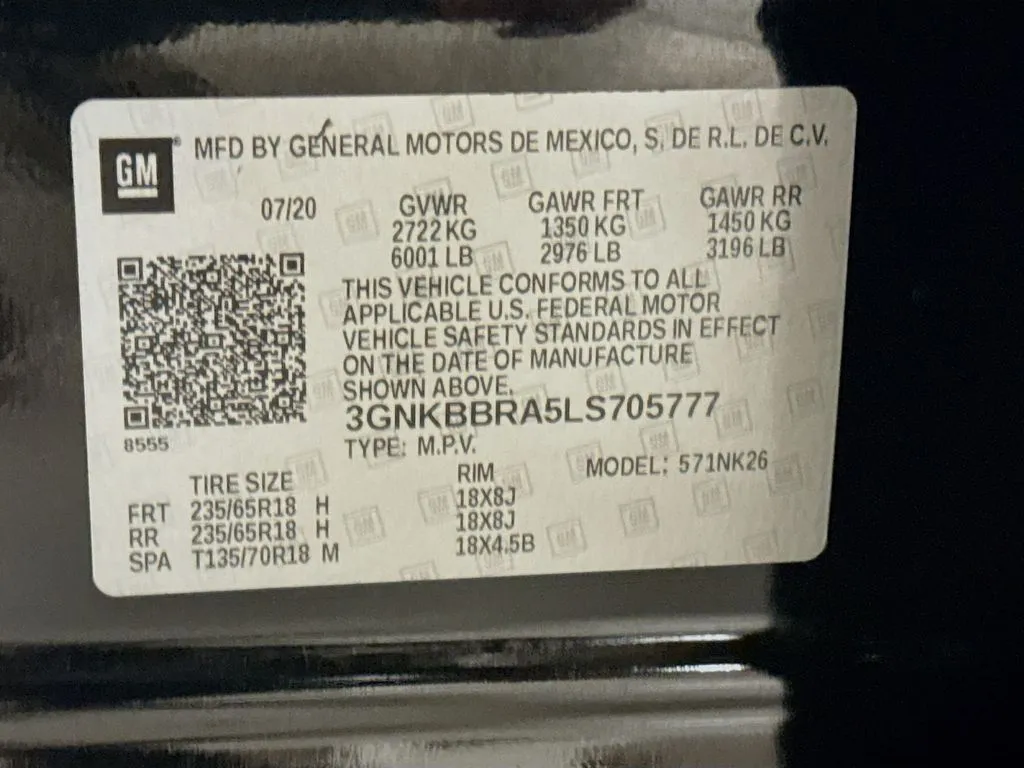 GM ® MFD BY GENERAL MOTORS DE MEXICO, S. DE R.L. DE C.V.
07/20 GVWR GAWR FRT GAWR RR
2722 KG 1350 KG 1450 KG
6001 LB 2976 LB 3196 LB
THIS VEHICLE CONFORMS TO ALL
APPLICABLE U.S. FEDERAL MOTOR
VEHICLE SAFETY STANDARDS IN EFFECT
ON THE DATE OF MANUFACTURE
SHOWN ABOVE.
3GNKBBRA5LS705777
8555
TYPE: M.P.V.
TIRE SIZE RIM MODEL: 571NK26
FRT 235/65R18 H 18X8J
RR 235/65R18 H 18X8J
SPA T135/70R18 M 18X4.5B